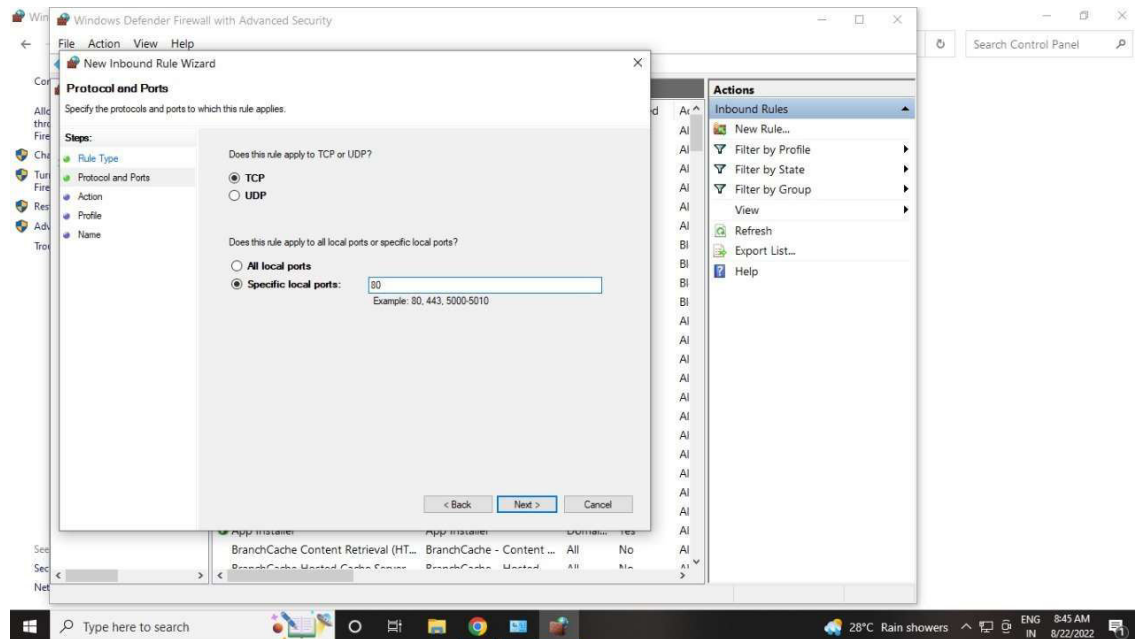 Win
Windows Defender Firewall with Advanced Security
File Action View Help
Search Control Panel
New Inbound Rule Wizard
Protocol and Ports
Specify the protocols and ports to which this rule applies.
Steps:
Rule Type
Protocol and Ports
Action
Profile
Name
Does this rule apply to TCP or UDP?
TCP
UDP
Does this rule apply to all local ports or specific local ports?
All local ports
Specific local ports: 80
Example: 80, 443, 5000-5010
< Back Next > Cancel
Actions
Inbound Rules
New Rule...
Filter by Profile
Filter by State
Filter by Group
View
Refresh
Export List...
Help
BranchCache Content Retrieval (HT... BranchCache - Content ... All No Al
See
Sec
Net
Type here to search
28°C Rain showers
ENG 8:45 AM
IN 8/22/2022